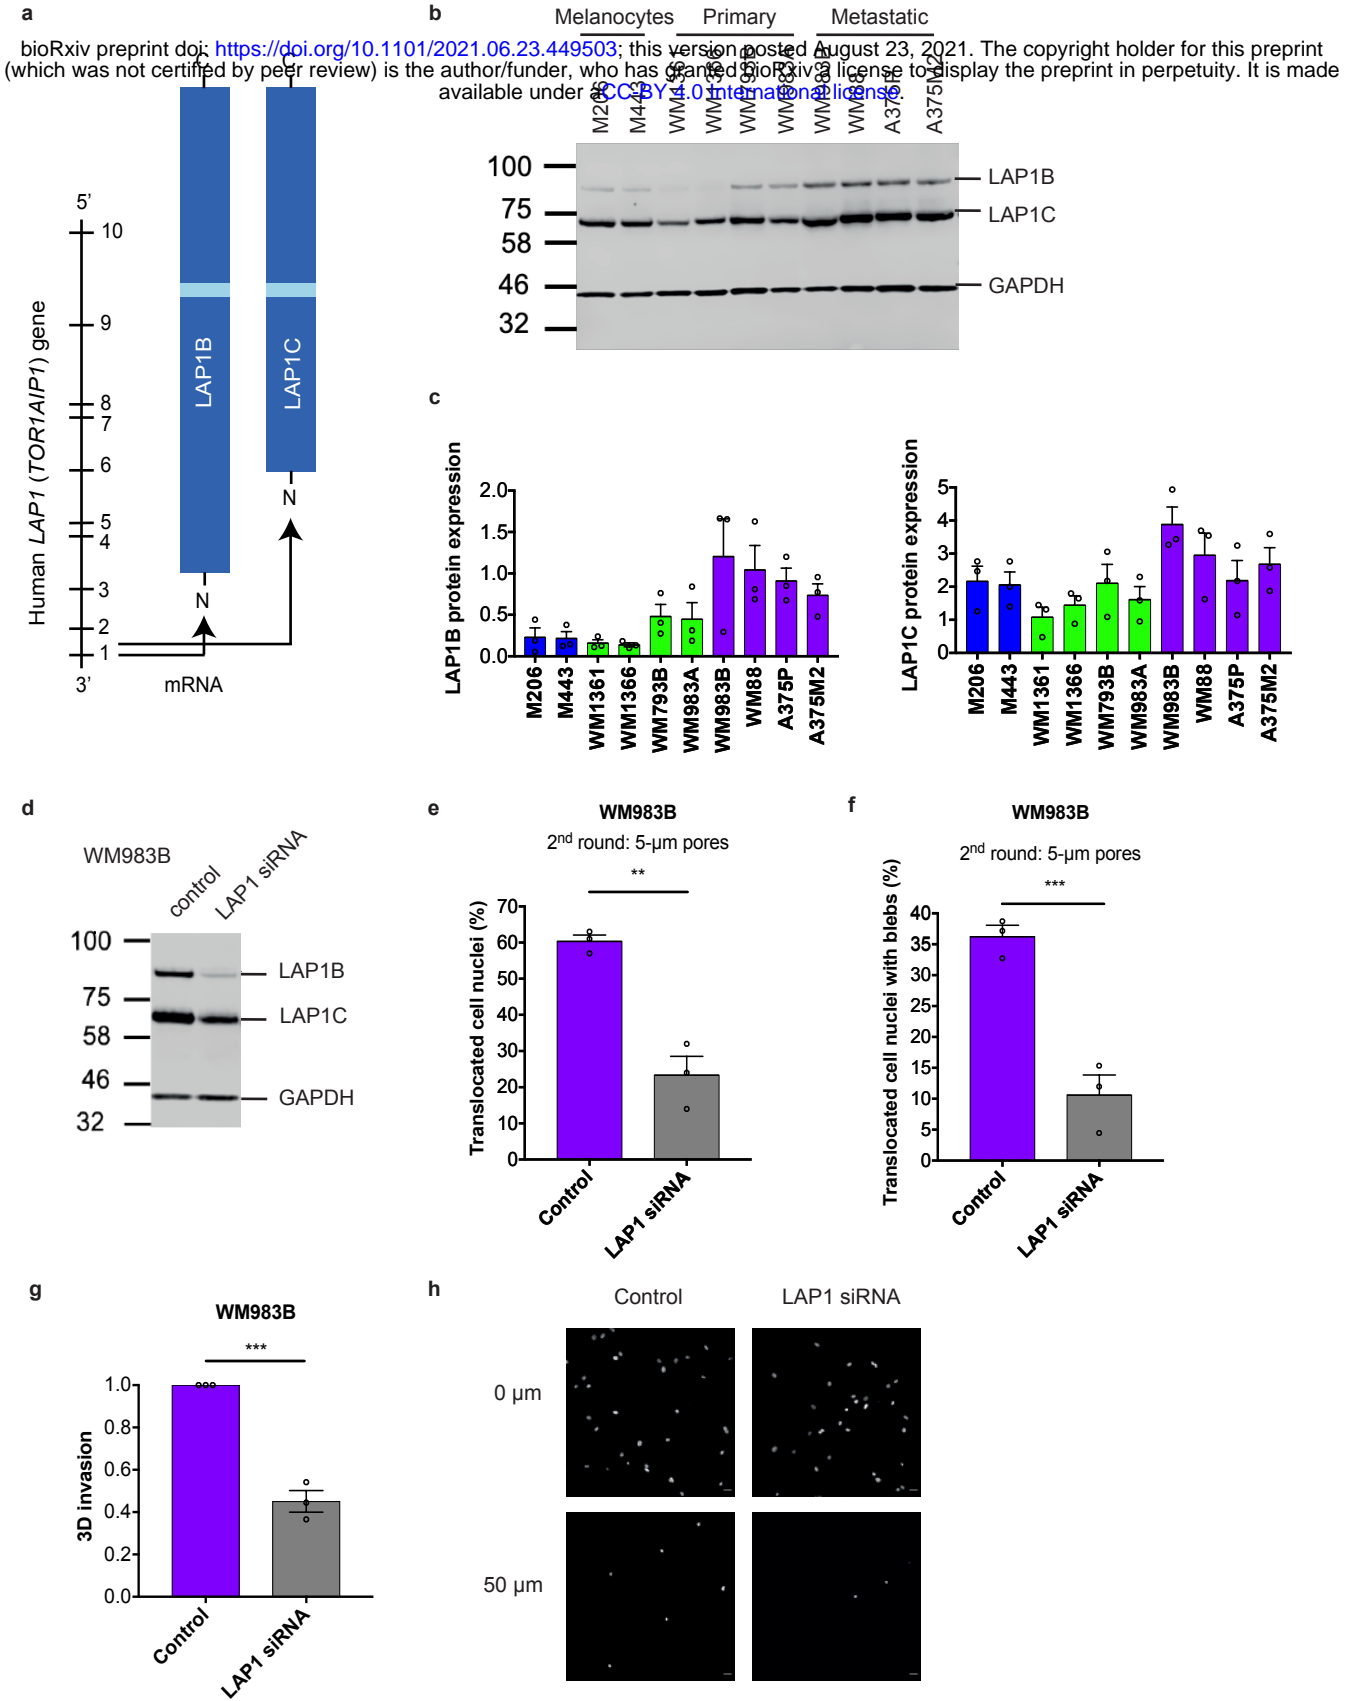 a
b
Melanocytes Primary Metastatic
bioRxiv preprint doi: https://doi.org/10.1101/2021.06.23.449503; this version posted August 23, 2021. The copyright holder for this preprint
(which was not certified by peer review) is the author/funder, who has granted bioRxiv a license to display the preprint in perpetuity. It is made
available under aCC-BY 4.0 International license.
C C
M206 M443 WM1361 WM1366 WM793B WM983A WM983B WM88 A375P A375M2
100
75
58
46
32
LAP1B
LAP1C
GAPDH
Human LAP1 (TOR1AIP1) gene
5'
10
9
8
7
6
5
4
3
2
1
3'
LAP1B
LAP1C
N
N
mRNA
c
LAP1B protein expression
2.0
1.5
1.0
0.5
0.0
M206 M443 WM1361 WM1366 WM793B WM983A WM983B WM88 A375P A375M2
LAP1C protein expression
5
4
3
2
1
0
M206 M443 WM1361 WM1366 WM793B WM983A WM983B WM88 A375P A375M2
d
WM983B
control LAP1 siRNA
100
75
58
46
32
LAP1B
LAP1C
GAPDH
e
WM983B
2nd round: 5-µm pores
**
Translocated cell nuclei (%)
70
60
50
40
30
20
10
0
Control LAP1 siRNA
f
WM983B
2nd round: 5-µm pores
***
Translocated cell nuclei with blebs (%)
40
35
30
25
20
15
10
5
0
Control LAP1 siRNA
g
WM983B
***
3D invasion
1.0
0.8
0.6
0.4
0.2
0.0
Control LAP1 siRNA
h
Control LAP1 siRNA
0 µm
50 µm